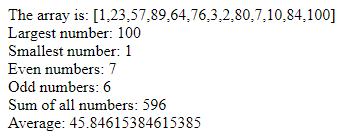 The array is: [1,23,57,89,64,76,3,2,80,7,10,84,100]
Largest number: 100
Smallest number: 1
Even numbers: 7
Odd numbers: 6
Sum of all numbers: 596
Average: 45.84615384615385